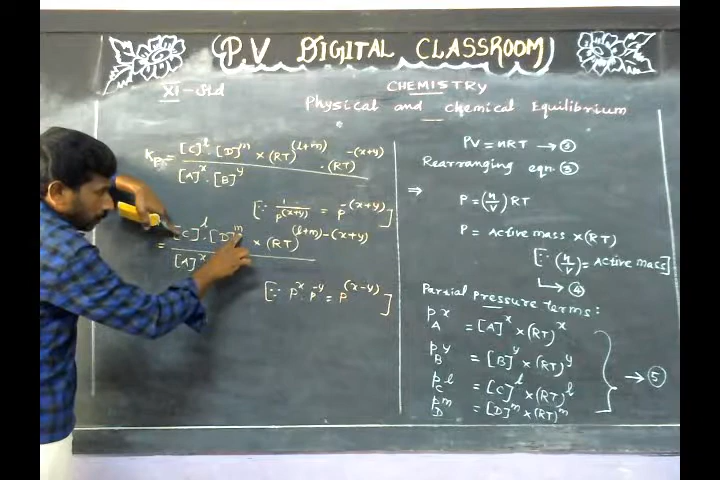 (P.V DIGITAL CLASSROOM)
XI - Std
CHEMISTRY
Physical and chemical Equilibrium
Kp = [C]^l . [D]^m × (RT)^(l+m) . (RT)^-(x+y)
[A]^x . [B]^y
[∵ 1/p^(x+y) = p^-(x+y)]
= [C]^l . [D]^m × (RT)^(l+m)-(x+y)
[A]^x
[∵ p^x . p^-y = p^(x-y)]
PV = nRT → ③
Rearranging eqn. ③
⇒ P = (n/V) RT
P = Active mass × (RT)
[∵ (n/V) = Active mass]
↳ ④
Partial pressure terms:
p_A^x = [A]^x × (RT)^x
p_B^y = [B]^y × (RT)^y
p_C^l = [C]^l × (RT)^l
p_D^m = [D]^m × (RT)^m
} → ⑤